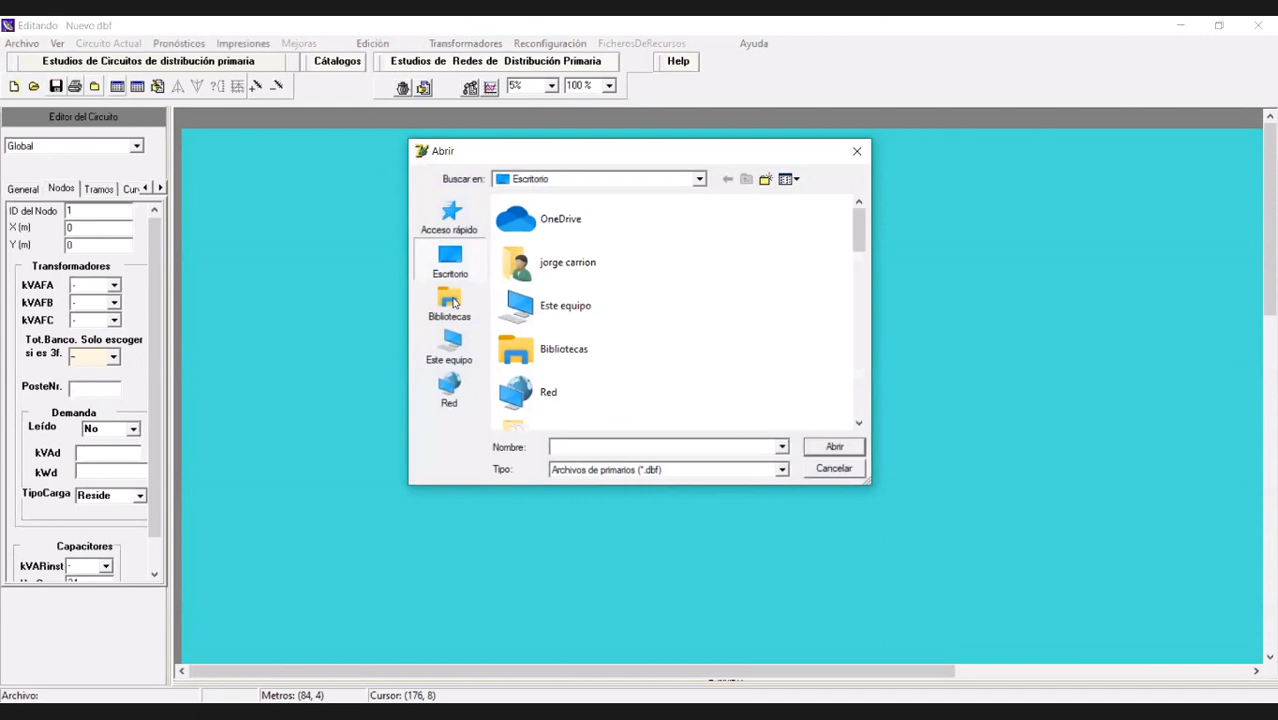 Editando Nuevo.dbf
Archivo Ver Circuito Actual Pronósticos Impresiones Mejoras Edición Transformadores Reconfiguración FicherosDeRecursos Ayuda
Estudios de Circuitos de distribución primaria Cátalogos Estudios de Redes de Distribución Primaria Help
5% 100 %
Editor del Circuito
Global
General Nodos Tramos Cur
ID del Nodo 1
X (m) 0
Y (m) 0
Transformadores
kVAFA -
kVAFB -
kVAFC -
Tot.Banco. Solo escoger
si es 3f. -
PosteNr.
Demanda
Leído No
kVAd
kWd
TipoCarga Reside
Capacitores
kVARinst -
Abrir
Buscar en: Escritorio
Acceso rápido
Escritorio
Bibliotecas
Este equipo
Red
OneDrive
jorge carrion
Este equipo
Bibliotecas
Red
Nombre: Abrir
Tipo: Archivos de primarios (*.dbf) Cancelar
Archivo: Metros: (84, 4) Cursor: (176, 8)